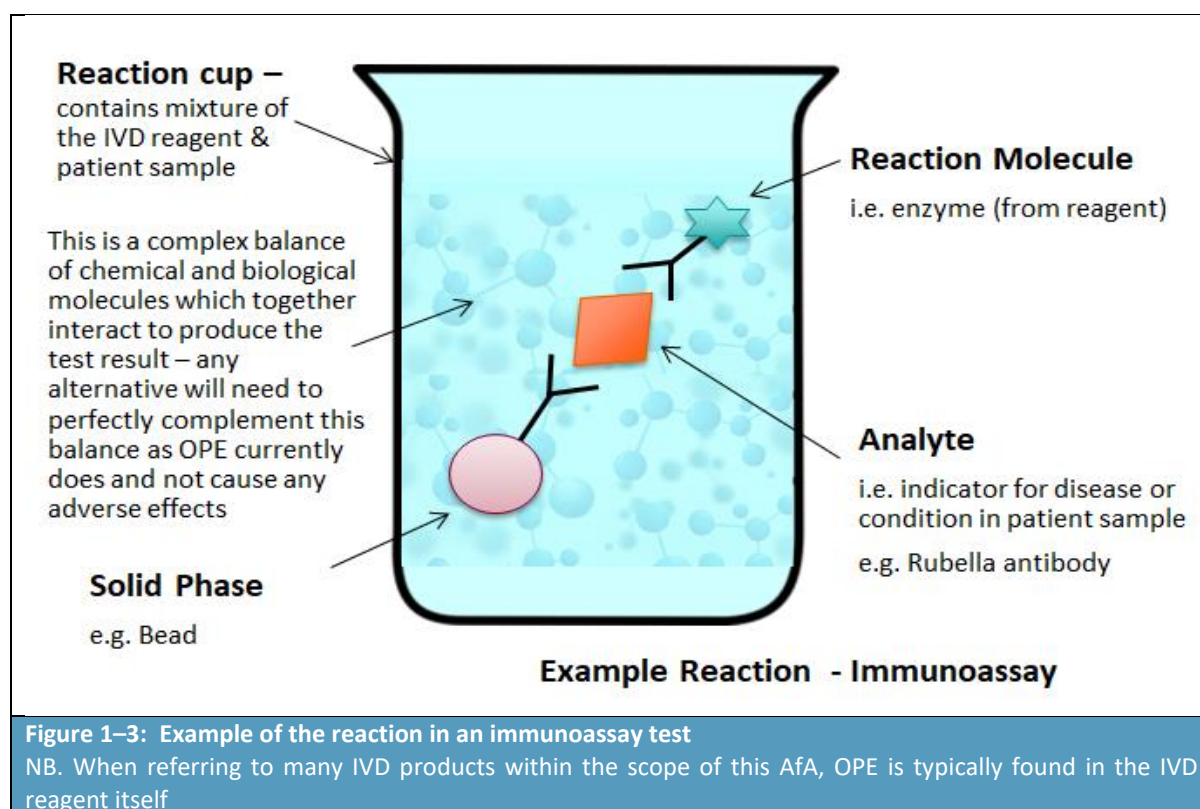 Reaction cup –
contains mixture of
the IVD reagent &
patient sample
This is a complex balance
of chemical and biological
molecules which together
interact to produce the
test result – any
alternative will need to
perfectly complement this
balance as OPE currently
does and not cause any
adverse effects
Solid Phase
e.g. Bead
Reaction Molecule
i.e. enzyme (from reagent)
Analyte
i.e. indicator for disease or
condition in patient sample
e.g. Rubella antibody
Example Reaction - Immunoassay
Figure 1–3: Example of the reaction in an immunoassay test
NB. When referring to many IVD products within the scope of this AfA, OPE is typically found in the IVD
reagent itself